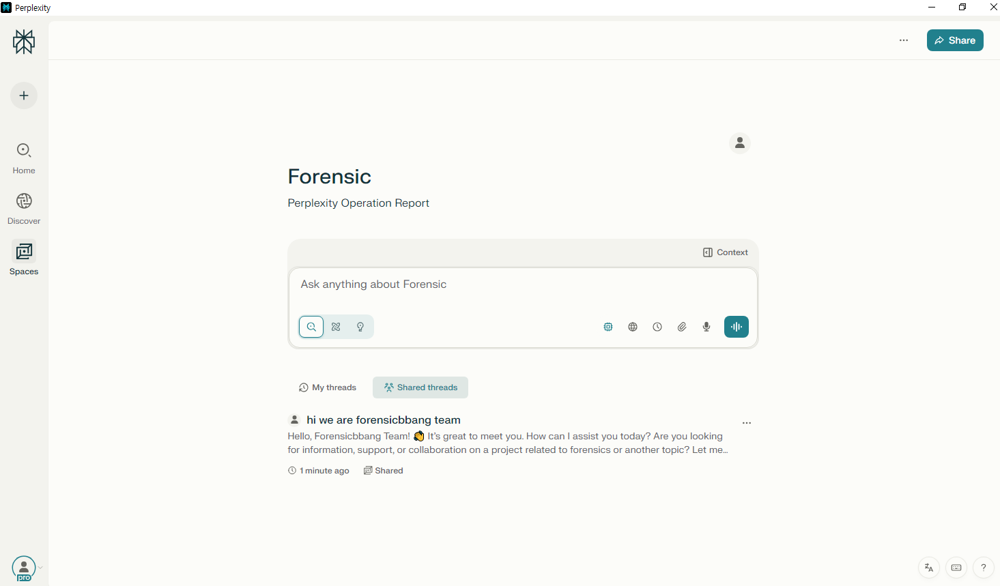 Perplexity
Share
Home
Discover
Spaces
Forensic
Perplexity Operation Report
Context
Ask anything about Forensic
My threads
Shared threads
hi we are forensicbbang team
Hello, Forensicbbang Team! 👏 It's great to meet you. How can I assist you today? Are you looking
for information, support, or collaboration on a project related to forensics or another topic? Let me...
1 minute ago
Shared
pro
?